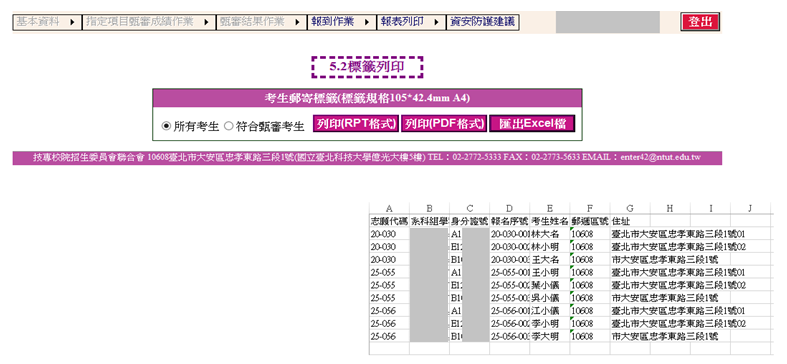 基本資料 指定項目甄審成績作業 甄審結果作業 報到作業 報表列印 資安防護建議 登出
5.2標籤列印
考生郵寄標籤(標籤規格105*42.4mm A4)
所有考生 符合甄審考生 列印(RPT格式) 列印(PDF格式) 匯出Excel檔
技專校院招生委員會聯合會 10608臺北市大安區忠孝東路三段1號(國立臺北科技大學億光大樓5樓) TEL：02-2772-5333 FAX：02-2773-5633 EMAIL：enter42@ntut.edu.tw
A B C D E F G H I J
志願代碼 系科組學 身分證號 報名序號 考生姓名 郵遞區號 住址
20-030 A1 20-030-001 林大名 10608 臺北市大安區忠孝東路三段1號01
20-030 E12 20-030-002 林小明 10608 臺北市大安區忠孝東路三段1號02
20-030 B10 20-030-003 王大名 10608 市大安區忠孝東路三段1號
25-055 A1 25-055-001 王小明 10608 臺北市大安區忠孝東路三段1號01
25-055 E12 25-055-002 葉小儀 10608 臺北市大安區忠孝東路三段1號02
25-055 B10 25-055-003 吳小儀 10608 市大安區忠孝東路三段1號
25-056 A1 25-056-001 江小儀 10608 臺北市大安區忠孝東路三段1號01
25-056 E12 25-056-002 李小明 10608 臺北市大安區忠孝東路三段1號02
25-056 B10 25-056-003 李大明 10608 市大安區忠孝東路三段1號